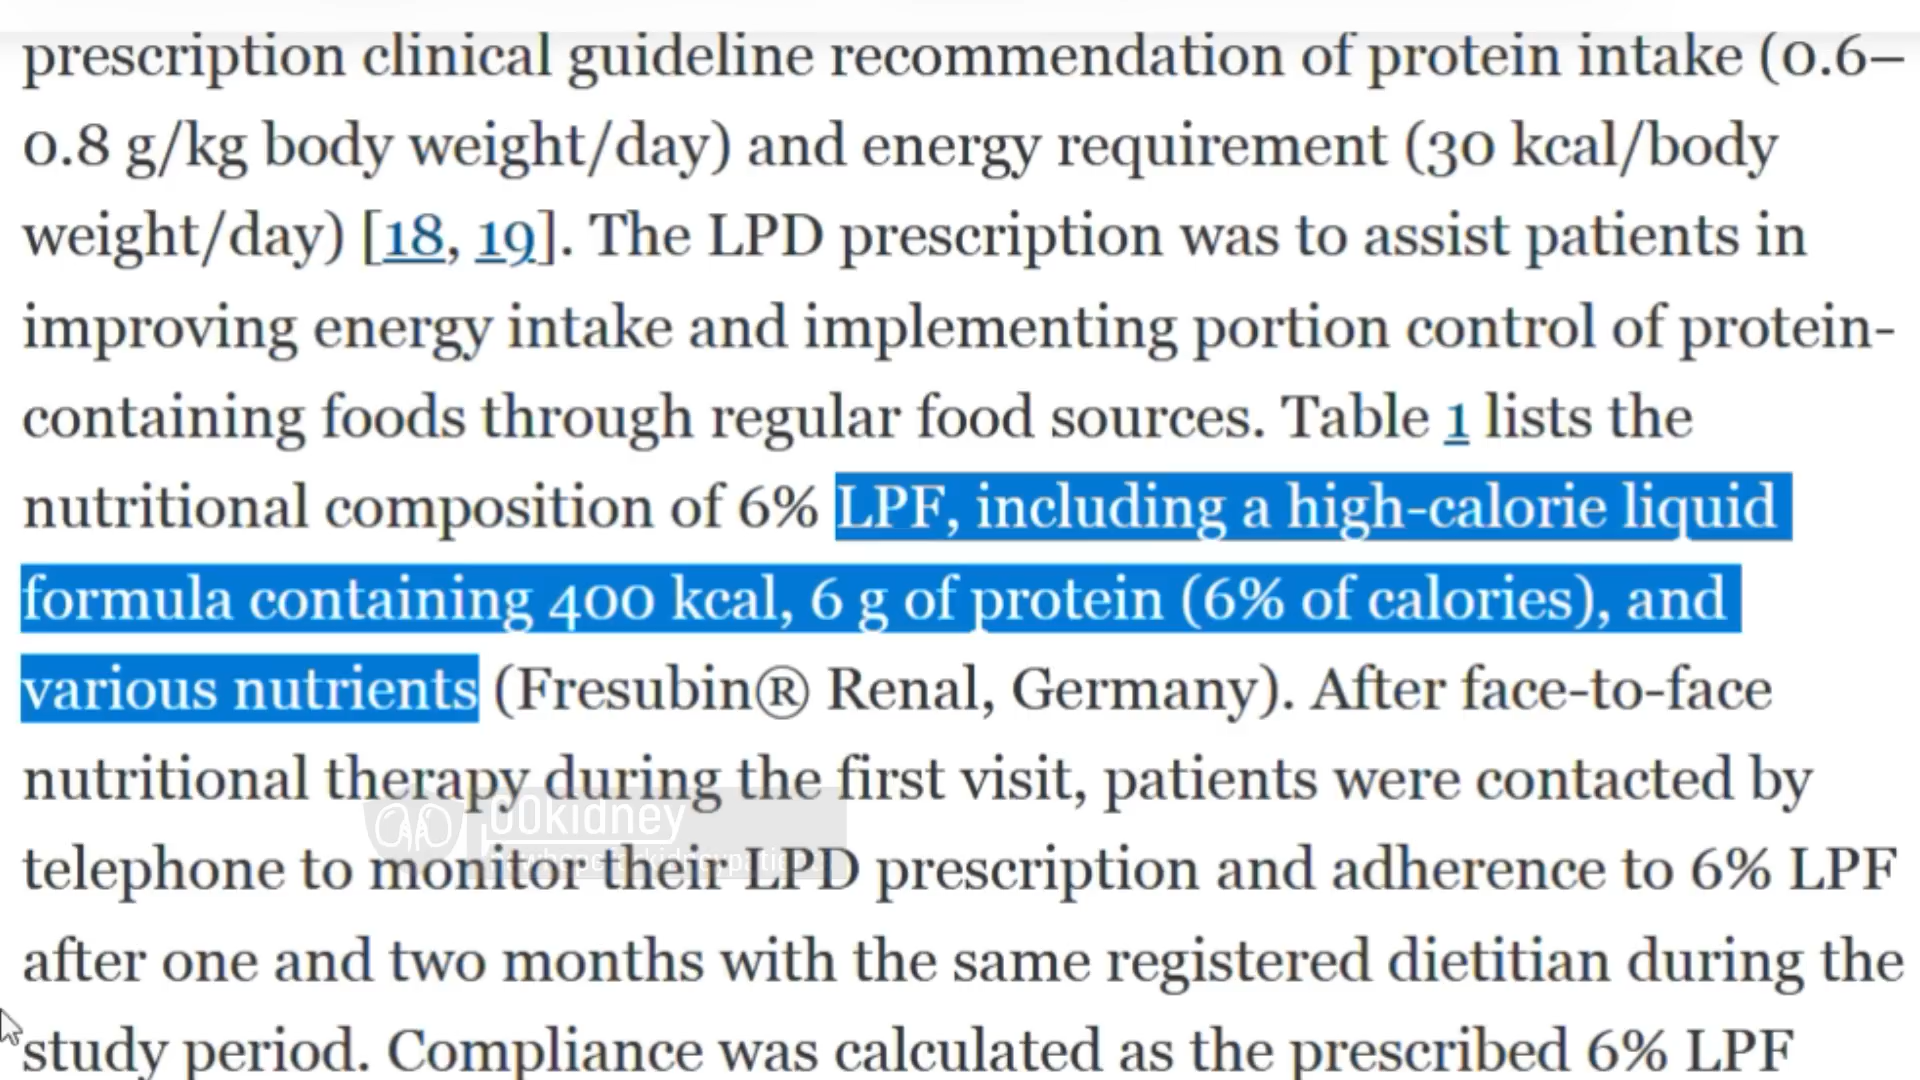 prescription clinical guideline recommendation of protein intake (0.6–
0.8 g/kg body weight/day) and energy requirement (30 kcal/body
weight/day) [18, 19]. The LPD prescription was to assist patients in
improving energy intake and implementing portion control of protein-
containing foods through regular food sources. Table 1 lists the
nutritional composition of 6% LPF, including a high-calorie liquid
formula containing 400 kcal, 6 g of protein (6% of calories), and
various nutrients (Fresubin® Renal, Germany). After face-to-face
nutritional therapy during the first visit, patients were contacted by
00kidney
telephone to monitor their LPD prescription and adherence to 6% LPF
after one and two months with the same registered dietitian during the
study period. Compliance was calculated as the prescribed 6% LPF